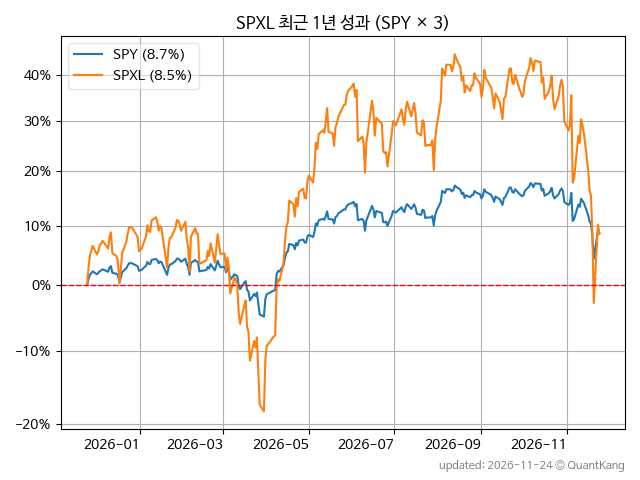 SPXL 최근 1년 성과 (SPY × 3)
SPY (8.7%)
SPXL (8.5%)
40%
30%
20%
10%
0%
−10%
−20%
2026-01 2026-03 2026-05 2026-07 2026-09 2026-11
updated: 2026-11-24 © QuantKang